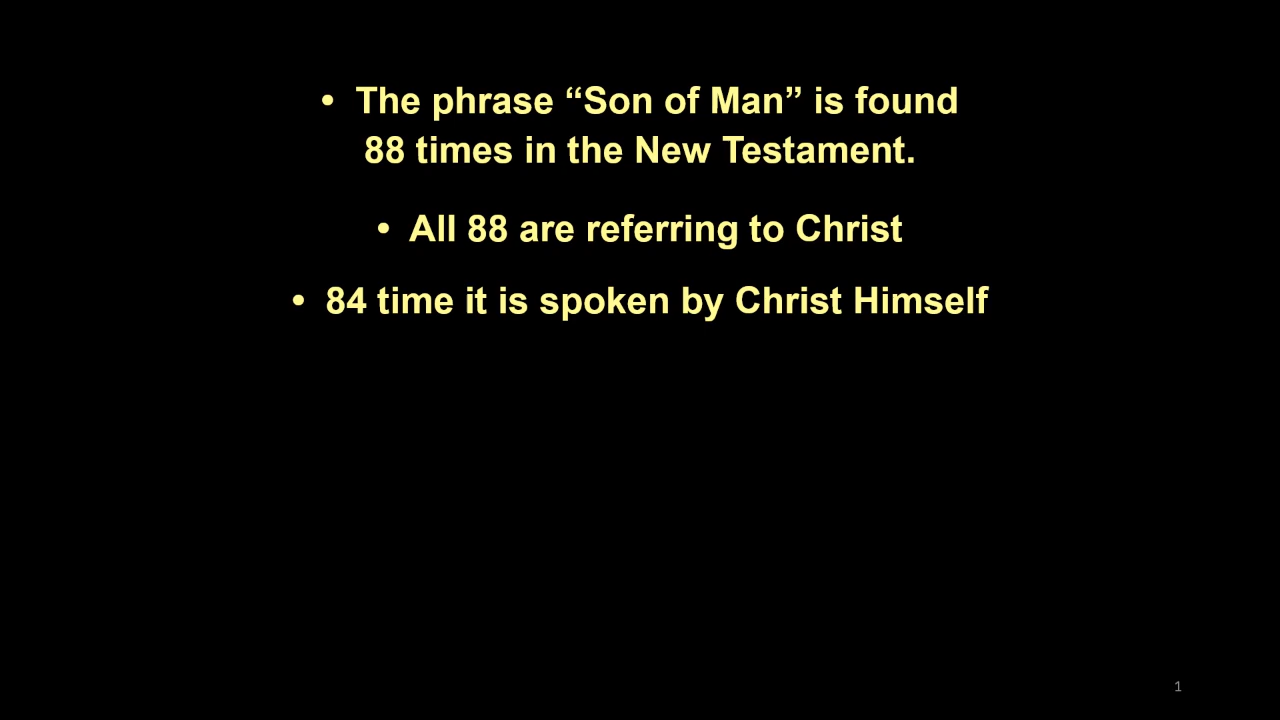 • The phrase “Son of Man” is found
88 times in the New Testament.
• All 88 are referring to Christ
• 84 time it is spoken by Christ Himself
1